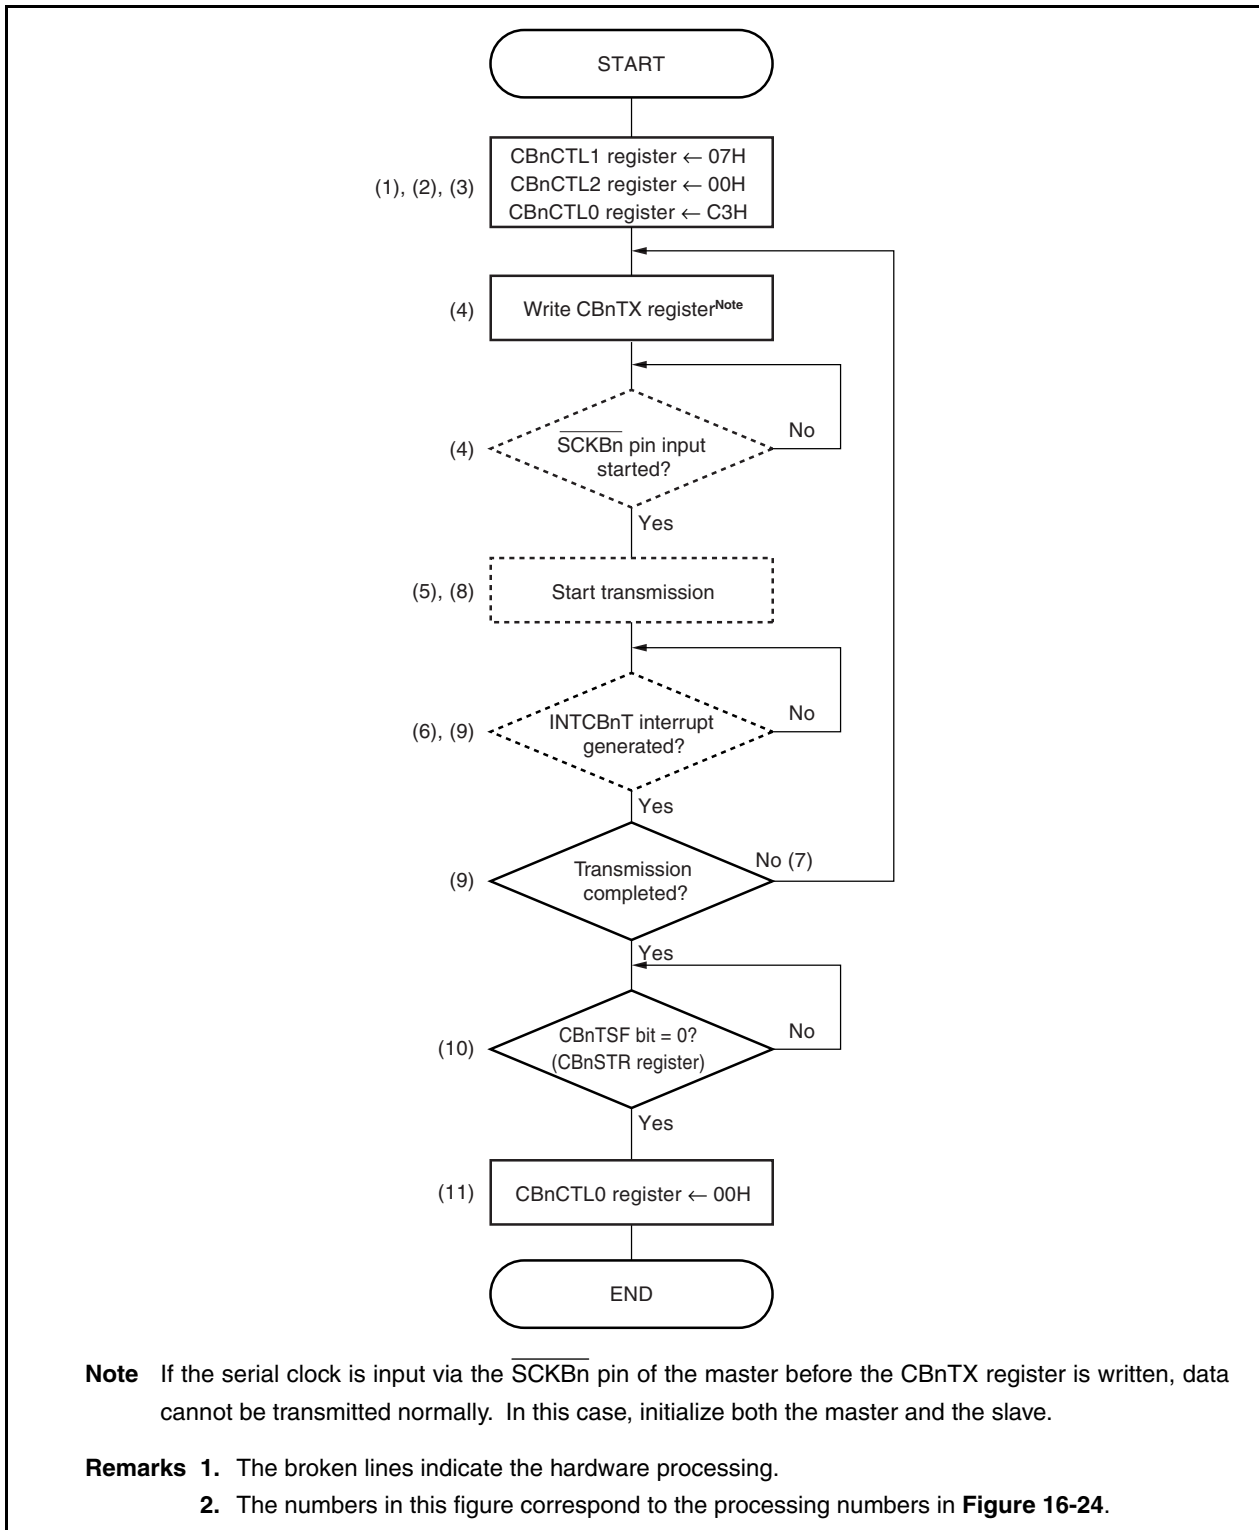 START
CBnCTL1 register ← 07H
(1), (2), (3)
CBnCTL2 register ← 00H
CBnCTL0 register ← C3H
(4)
Write CBnTX registerNote
(4)
SCKBn pin input
started?
No
Yes
(5), (8)
Start transmission
(6), (9)
INTCBnT interrupt
generated?
No
Yes
(9)
Transmission
completed?
No (7)
Yes
(10)
CBnTSF bit = 0?
(CBnSTR register)
No
Yes
(11)
CBnCTL0 register ← 00H
END
Note If the serial clock is input via the SCKBn pin of the master before the CBnTX register is written, data
cannot be transmitted normally. In this case, initialize both the master and the slave.
Remarks 1. The broken lines indicate the hardware processing.
2. The numbers in this figure correspond to the processing numbers in Figure 16-24.